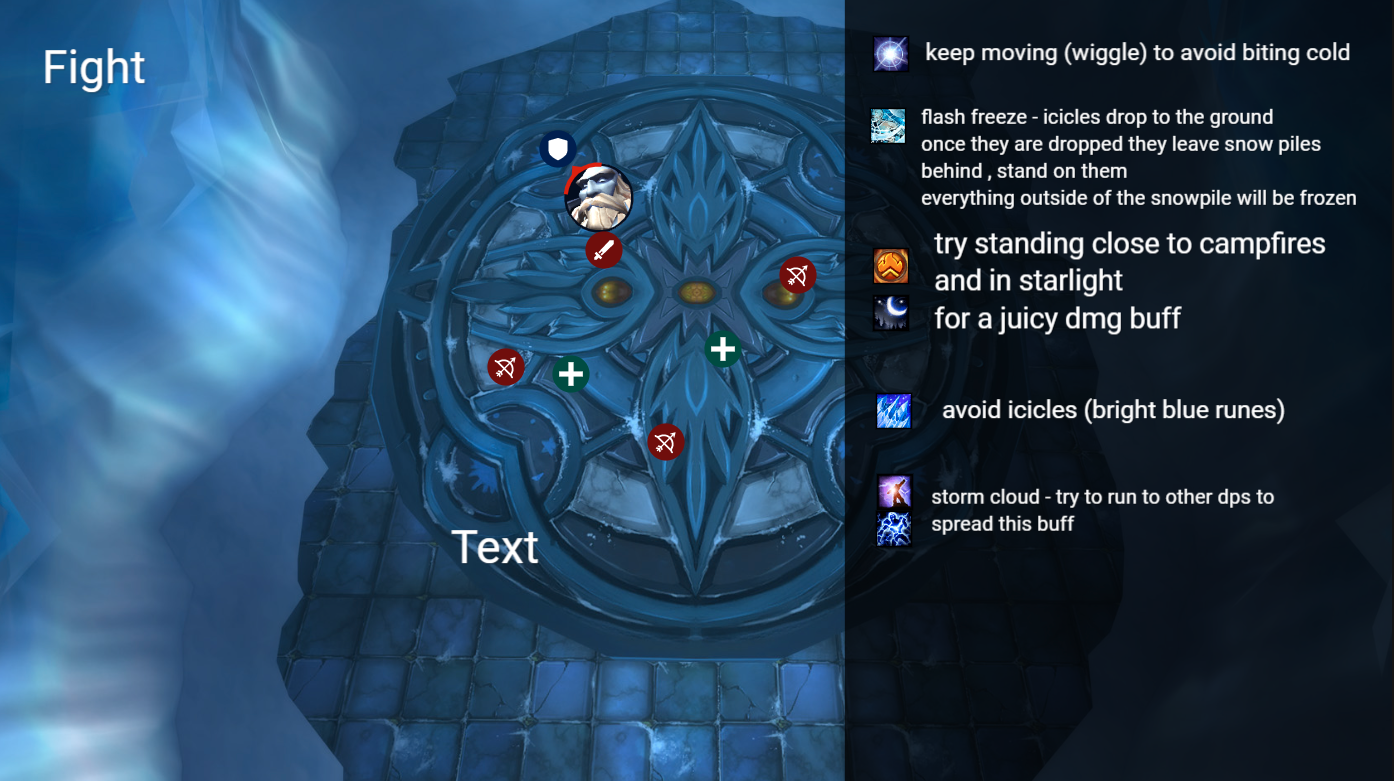 Fight
Text
keep moving (wiggle) to avoid biting cold
flash freeze - icicles drop to the ground
once they are dropped they leave snow piles
behind , stand on them
everything outside of the snowpile will be frozen
try standing close to campfires
and in starlight
for a juicy dmg buff
avoid icicles (bright blue runes)
storm cloud - try to run to other dps to
spread this buff